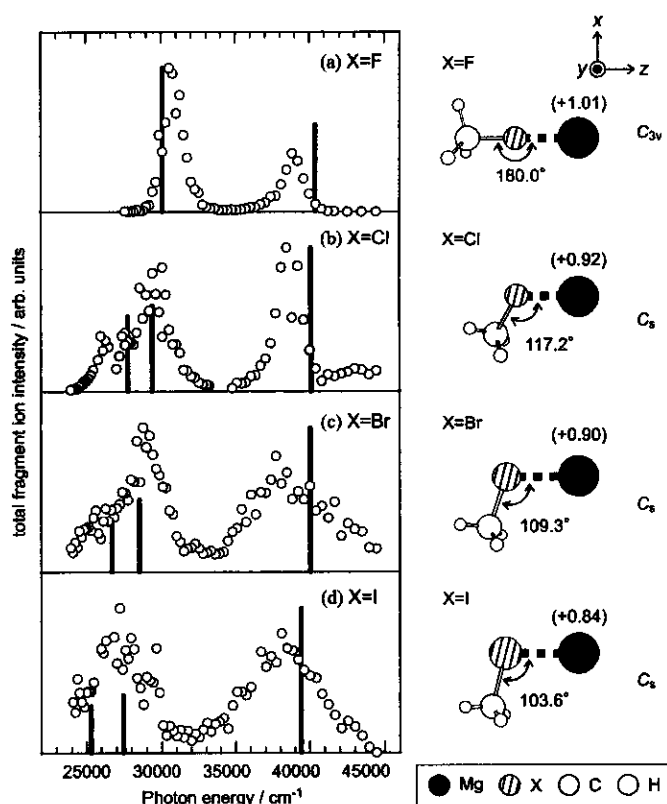 (a) X=F
(b) X=Cl
(c) X=Br
(d) X=I
total fragment ion intensity / arb. units
25000 30000 35000 40000 45000
Photon energy / cm⁻¹
x
y z
X=F
(+1.01)
C3v
180.0°
X=Cl
(+0.92)
Cs
117.2°
X=Br
(+0.90)
Cs
109.3°
X=I
(+0.84)
Cs
103.6°
Mg X C H